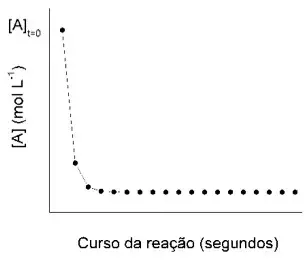 [A]t=0
[A] (mol L-1)
Curso da reação (segundos)